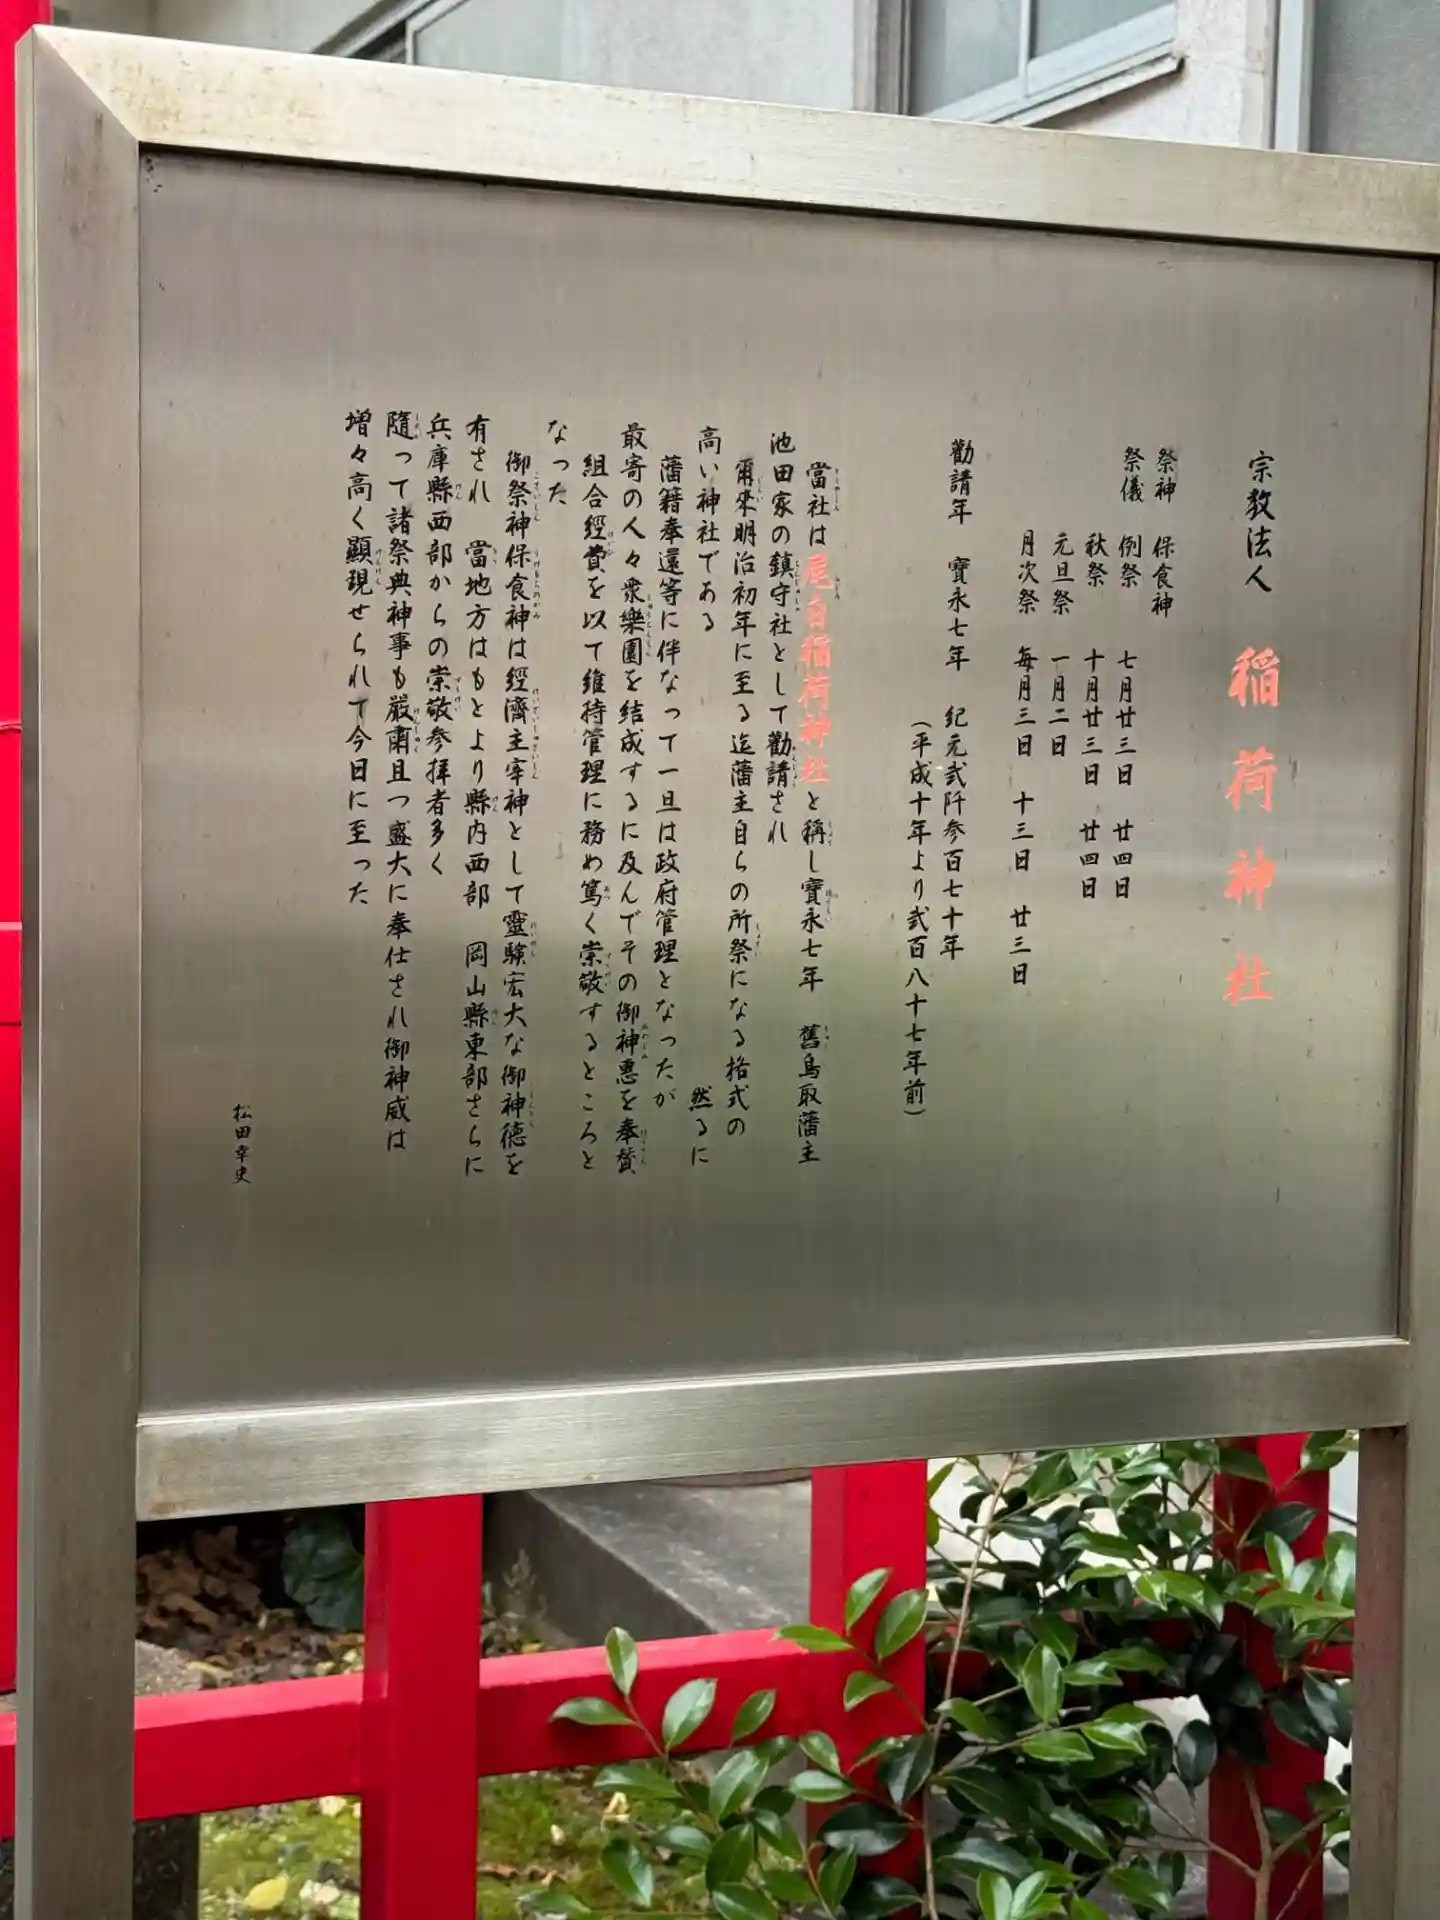 宗教法人 稲荷神社
祭神 保食神
祭儀 例祭 七月廿三日 廿四日
秋祭 十月廿三日 廿四日
元旦祭 一月二日
月次祭 毎月三日 十三日 廿三日
勸請年 寶永七年 紀元弐阡参百七十年
(平成十年より弐百八十七年前)
當社は尾白稲荷神社と稱し寶永七年 舊鳥取藩主
池田家の鎮守社として勸請され
爾來明治初年に至る迄藩主自らの所祭になる格式の
高い神社である 然るに
藩籍奉還等に伴なって一旦は政府管理となったが
最寄の人々衆樂園を結成するに及んでその御神悪を奉賛
組合經費を以て維持管理に務め篤く崇敬するところと
なった
御祭神保食神は經濟主宰神として靈験宏大な御神徳を
有され 當地方はもとより縣内西部 岡山縣東部さらに
兵庫縣西部からの崇敬参拝者多く
隨って諸祭典神事も嚴肅且つ盛大に奉仕され御神威は
増々高く顯現せられて今日に至った
松田幸史